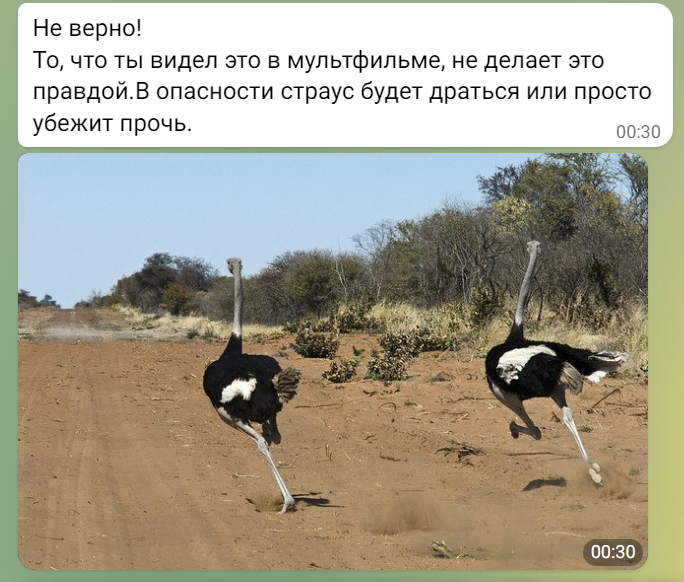 Не верно!
То, что ты видел это в мультфильме, не делает это
правдой.В опасности страус будет драться или просто
убежит прочь.
00:30
00:30